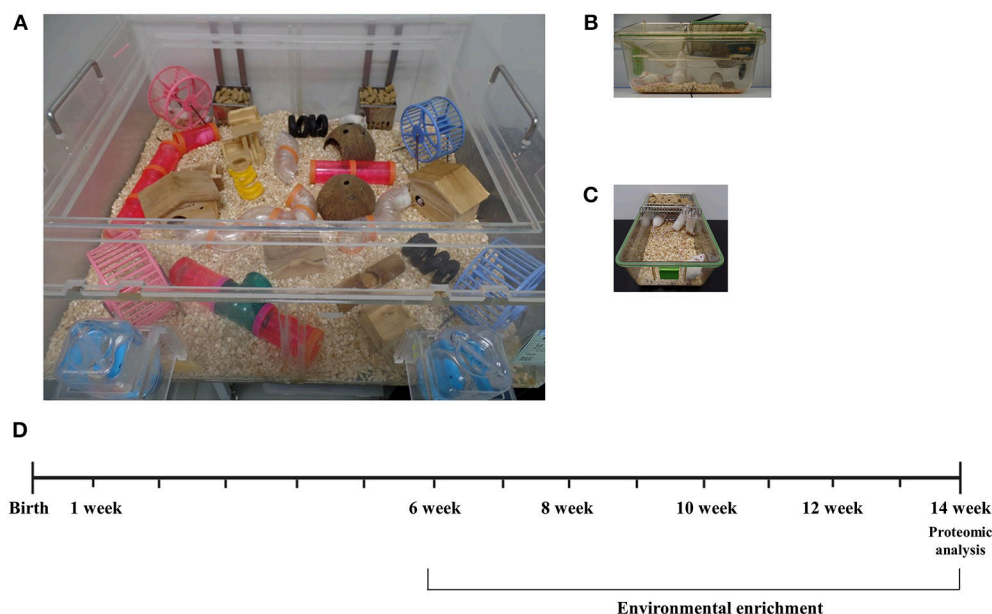 A
B
C
D
Birth
1 week
6 week
8 week
10 week
12 week
14 week
Proteomic
analysis
Environmental enrichment